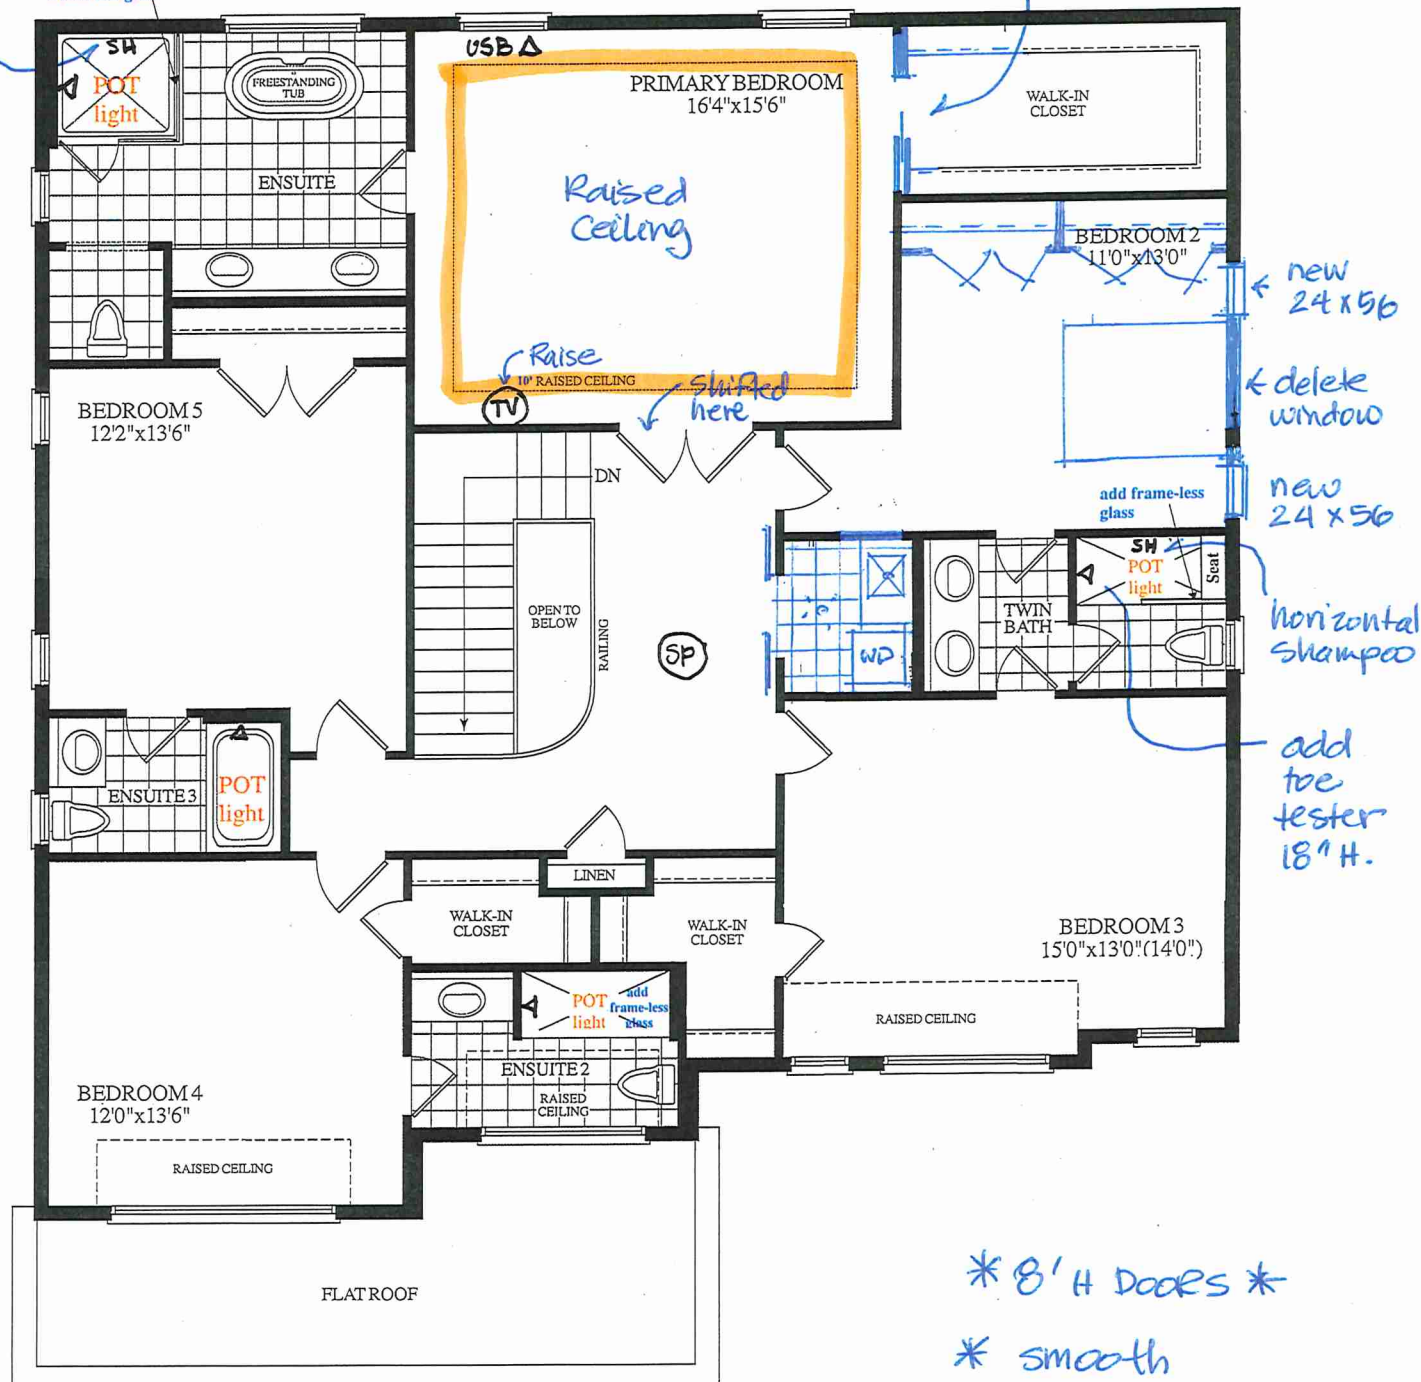 SH
POT
light
FREESTANDING
TUB
ENSUITE
USB
PRIMARY BEDROOM
16'4"x15'6"
Raised
Ceiling
WALK-IN
CLOSET
BEDROOM 2
11'0"x13'0"
new
24 x 56
delete
window
new
24 x 56
Raise
10' RAISED CEILING
TV
Shifted
here
BEDROOM 5
12'2"x13'6"
DN
OPEN TO
BELOW
RAILING
SP
WD
add frame-less
glass
SH
POT
light
Seat
TWIN
BATH
horizontal
shampoo
add
toe
tester
18" H.
ENSUITE 3
POT
light
LINEN
WALK-IN
CLOSET
WALK-IN
CLOSET
BEDROOM 3
15'0"x13'0"(14'0")
RAISED CEILING
POT
light
add
frame-less
glass
ENSUITE 2
RAISED
CEILING
BEDROOM 4
12'0"x13'6"
RAISED CEILING
FLAT ROOF
* 8' H DOORS *
* smooth